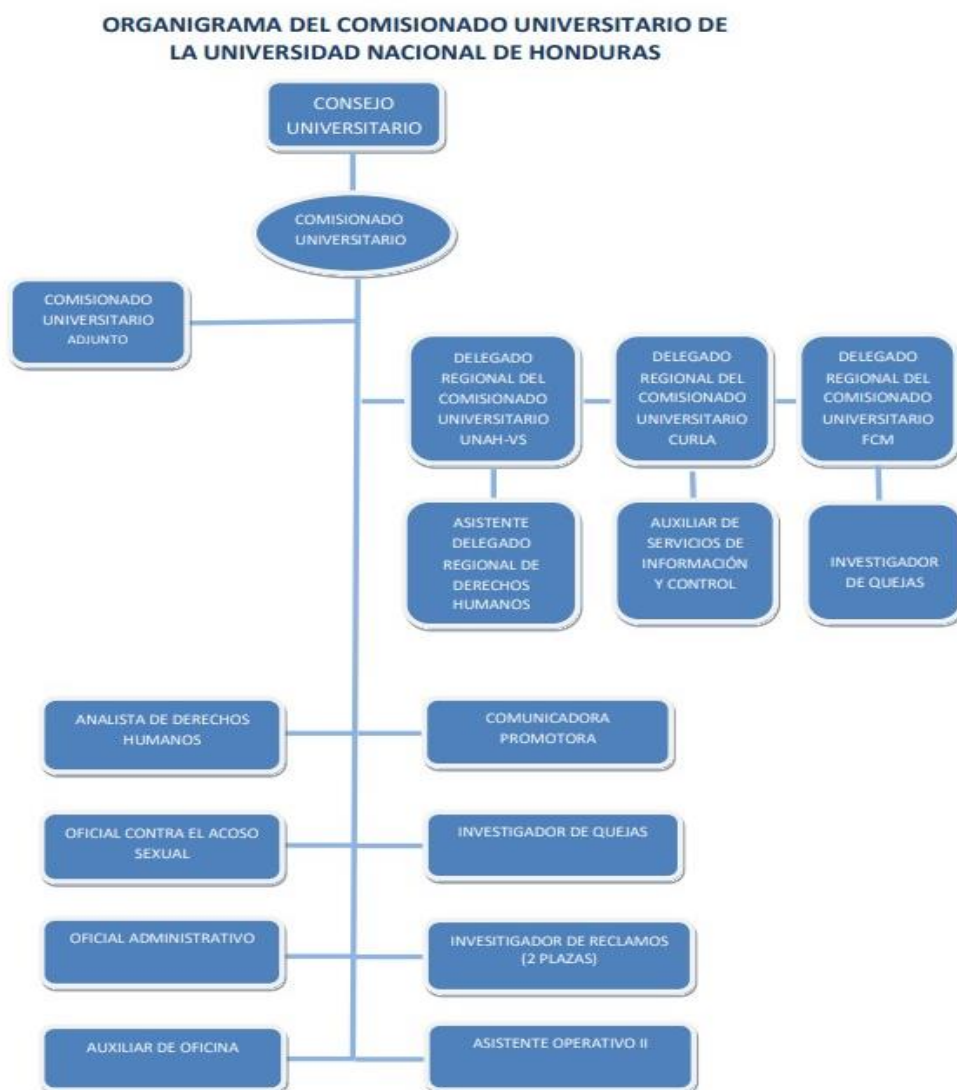 ORGANIGRAMA DEL COMISIONADO UNIVERSITARIO DE
LA UNIVERSIDAD NACIONAL DE HONDURAS
CONSEJO
UNIVERSITARIO
COMISIONADO
UNIVERSITARIO
COMISIONADO
UNIVERSITARIO
ADJUNTO
DELEGADO
REGIONAL DEL
COMISIONADO
UNIVERSITARIO
UNAH-VS
DELEGADO
REGIONAL DEL
COMISIONADO
UNIVERSITARIO
CURLA
DELEGADO
REGIONAL DEL
COMISIONADO
UNIVERSITARIO
FCM
ASISTENTE
DELEGADO
REGIONAL DE
DERECHOS
HUMANOS
AUXILIAR DE
SERVICIOS DE
INFORMACIÓN
Y CONTROL
INVESTIGADOR
DE QUEJAS
ANALISTA DE DERECHOS
HUMANOS
COMUNICADORA
PROMOTORA
OFICIAL CONTRA EL ACOSO
SEXUAL
INVESTIGADOR DE QUEJAS
OFICIAL ADMINISTRATIVO
INVESITIGADOR DE RECLAMOS
(2 PLAZAS)
AUXILIAR DE OFICINA
ASISTENTE OPERATIVO II